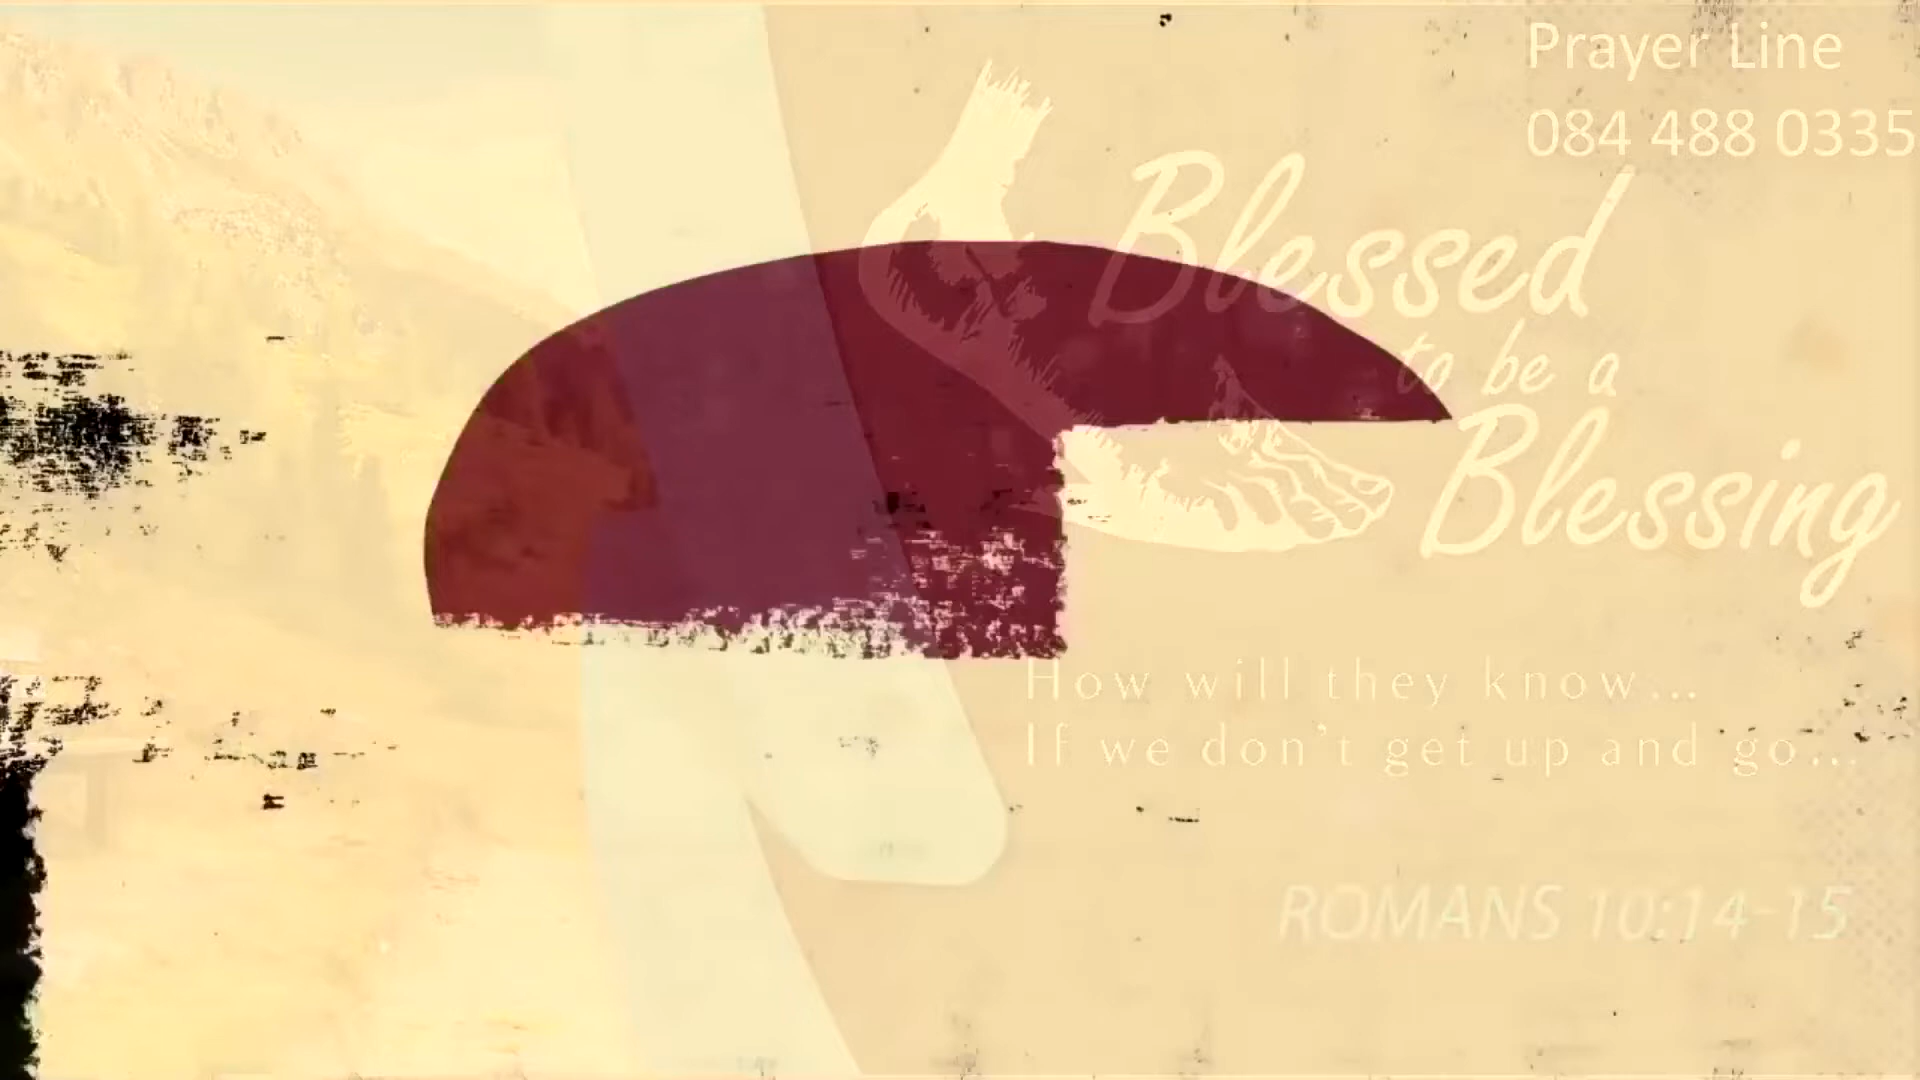 Prayer Line
084 488 0335
Blessed
to be a
Blessing
How will they know...
If we don't get up and go...
ROMANS 10:14-15